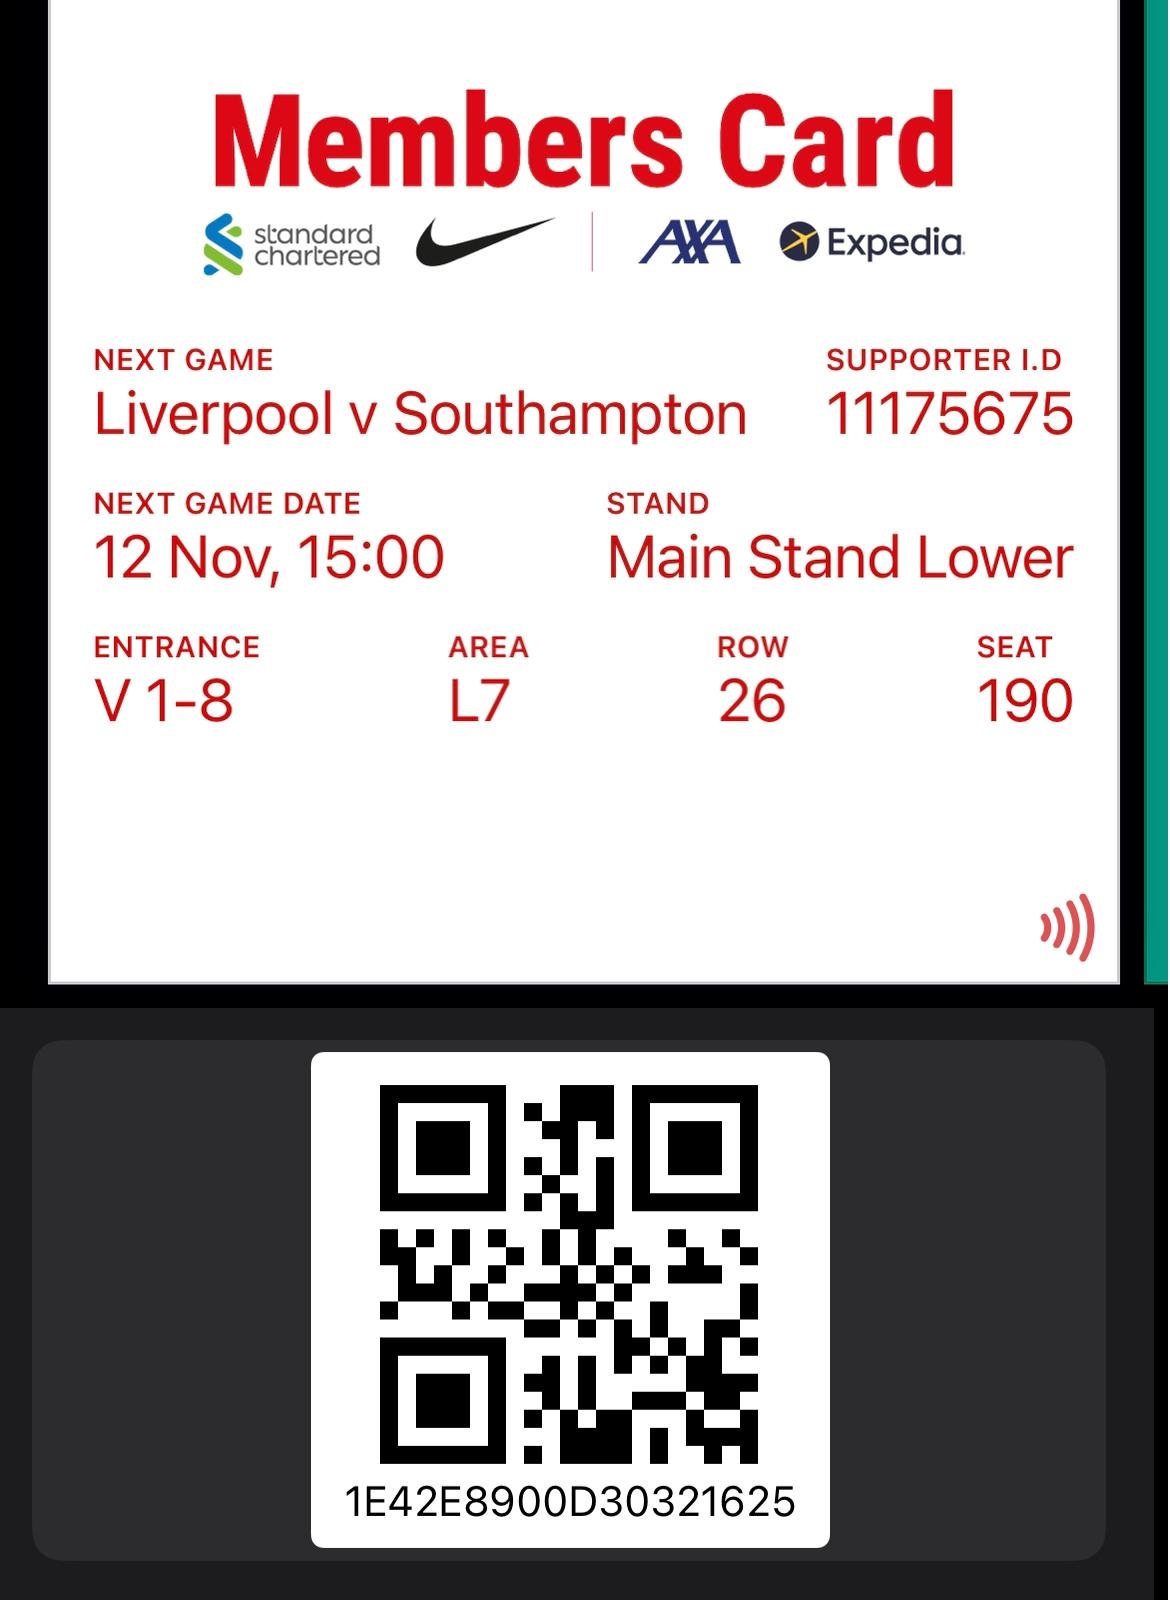 Members Card
standard chartered AXA Expedia
NEXT GAME SUPPORTER I.D
Liverpool v Southampton 11175675
NEXT GAME DATE STAND
12 Nov, 15:00 Main Stand Lower
ENTRANCE AREA ROW SEAT
V 1-8 L7 26 190
1E42E8900D30321625